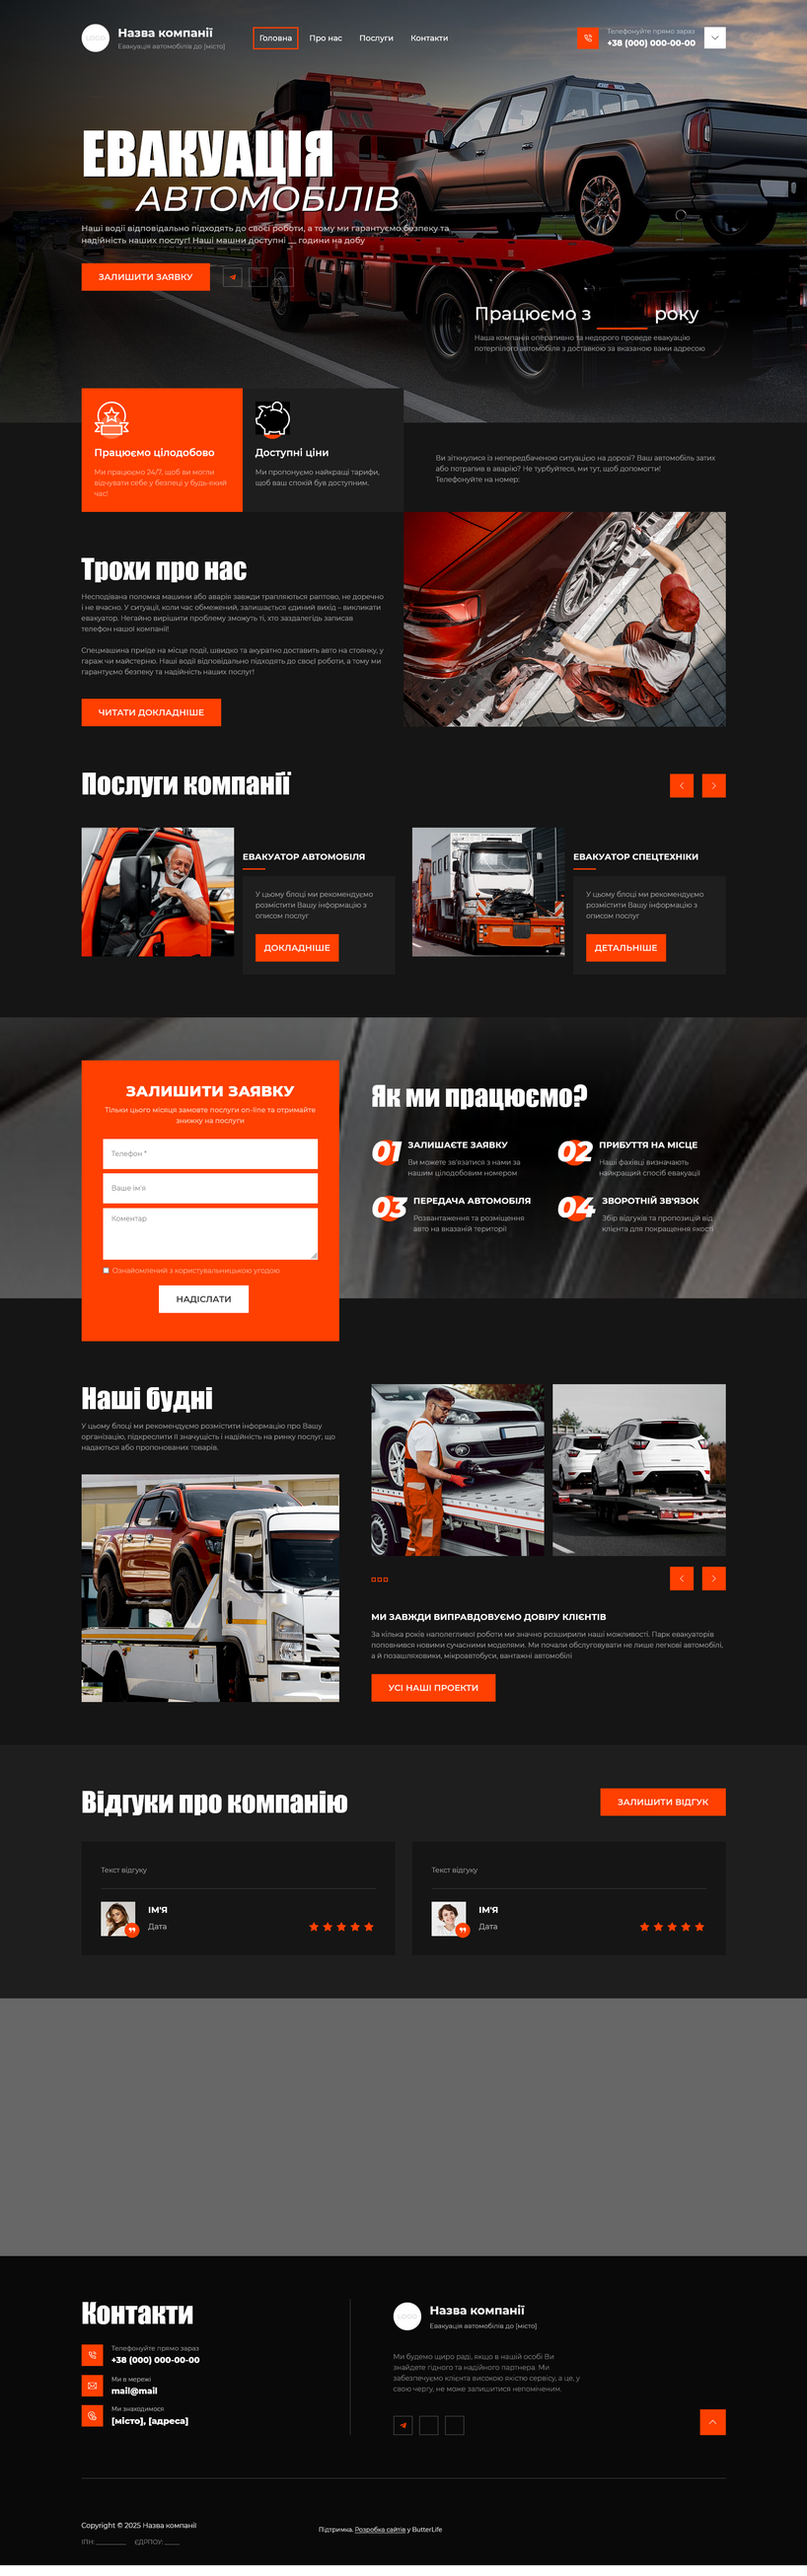 LOGO
Назва компанії
Евакуація автомобілів до [місто]
Головна
Про нас
Послуги
Контакти
Телефонуйте прямо зараз
+38 (000) 000-00-00
ЕВАКУАЦІЯ
АВТОМОБІЛІВ
Наші водії відповідально підходять до своєї роботи, а тому ми гарантуємо безпеку та
надійність наших послуг! Наші машни доступні __ години на добу
ЗАЛИШИТИ ЗАЯВКУ
Працюємо з _____ року
Наша компанія оперативно та недорого проведе евакуацію
потерпілого автомобіля з доставкою за вказаною вами адресою
Працюємо цілодобово
Ми працюємо 24/7, щоб ви могли
відчувати себе у безпеці у будь-який
час!
Доступні ціни
Ми пропонуємо найкращі тарифи,
щоб ваш спокій був доступним.
Ви зіткнулися із непередбаченою ситуацією на дорозі? Ваш автомобіль затих
або потрапив в аварію? Не турбуйтеся, ми тут, щоб допомогти!
Телефонуйте на номер:
Трохи про нас
Несподівана поломка машини або аварія завжди трапляються раптово, не доречно
і не вчасно. У ситуації, коли час обмежений, залишається єдиний вихід – викликати
евакуатор. Негайно вирішити проблему зможуть ті, хто заздалегідь записав
телефон нашої компанії!
Спецмашина приїде на місце події, швидко та акуратно доставить авто на стоянку, у
гараж чи майстерню. Наші водії відповідально підходять до своєї роботи, а тому ми
гарантуємо безпеку та надійність наших послуг!
ЧИТАТИ ДОКЛАДНІШЕ
Послуги компанії
ЕВАКУАТОР АВТОМОБІЛЯ
У цьому блоці ми рекомендуємо
розмістити Вашу інформацію з
описом послуг
ДОКЛАДНІШЕ
ЕВАКУАТОР СПЕЦТЕХНІКИ
У цьому блоці ми рекомендуємо
розмістити Вашу інформацію з
описом послуг
ДЕТАЛЬНІШЕ
ЗАЛИШИТИ ЗАЯВКУ
Тільки цього місяця замовте послуги on-line та отримайте
знижку на послуги
Телефон *
Ваше ім'я
Коментар
Ознайомлений з користувальницькою угодою
НАДІСЛАТИ
Як ми працюємо?
01 ЗАЛИШАЄТЕ ЗАЯВКУ
Ви можете зв'язатися з нами за
нашим цілодобовим номером
02 ПРИБУТТЯ НА МІСЦЕ
Наші фахівці визначають
найкращий спосіб евакуації
03 ПЕРЕДАЧА АВТОМОБІЛЯ
Розвантаження та розміщення
авто на вказаній території
04 ЗВОРОТНІЙ ЗВ'ЯЗОК
Збір відгуків та пропозицій від
клієнта для покращення якості
Наші будні
У цьому блоці ми рекомендуємо розмістити інформацію про Вашу
організацію, підкреслити її значущість і надійність на ринку послуг, що
надаються або пропонованих товарів.
МИ ЗАВЖДИ ВИПРАВДОВУЄМО ДОВІРУ КЛІЄНТІВ
За кілька років наполегливої роботи ми значно розширили наші можливості. Парк евакуаторів
поповнився новими сучасними моделями. Ми почали обслуговувати не лише легкові автомобілі,
а й позашляховики, мікроавтобуси, вантажні автомобілі
УСІ НАШІ ПРОЕКТИ
Відгуки про компанію
ЗАЛИШИТИ ВІДГУК
Текст відгуку
ІМ'Я
Дата
Текст відгуку
ІМ'Я
Дата
Контакти
Телефонуйте прямо зараз
+38 (000) 000-00-00
Ми в мережі
mail@mail
Ми знаходимося
[місто], [адреса]
LOGO
Назва компанії
Евакуація автомобілів до [місто]
Ми будемо щиро раді, якщо в нашій особі Ви
знайдете гідного та надійного партнера. Ми
забезпечуємо клієнта високою якістю сервісу, а це, у
свою чергу, не може залишитися непоміченим.
Copyright © 2025 Назва компанії
ІПН: ________ ЄДРПОУ: ____
Підтримка. Розробка сайтів у ButterLife